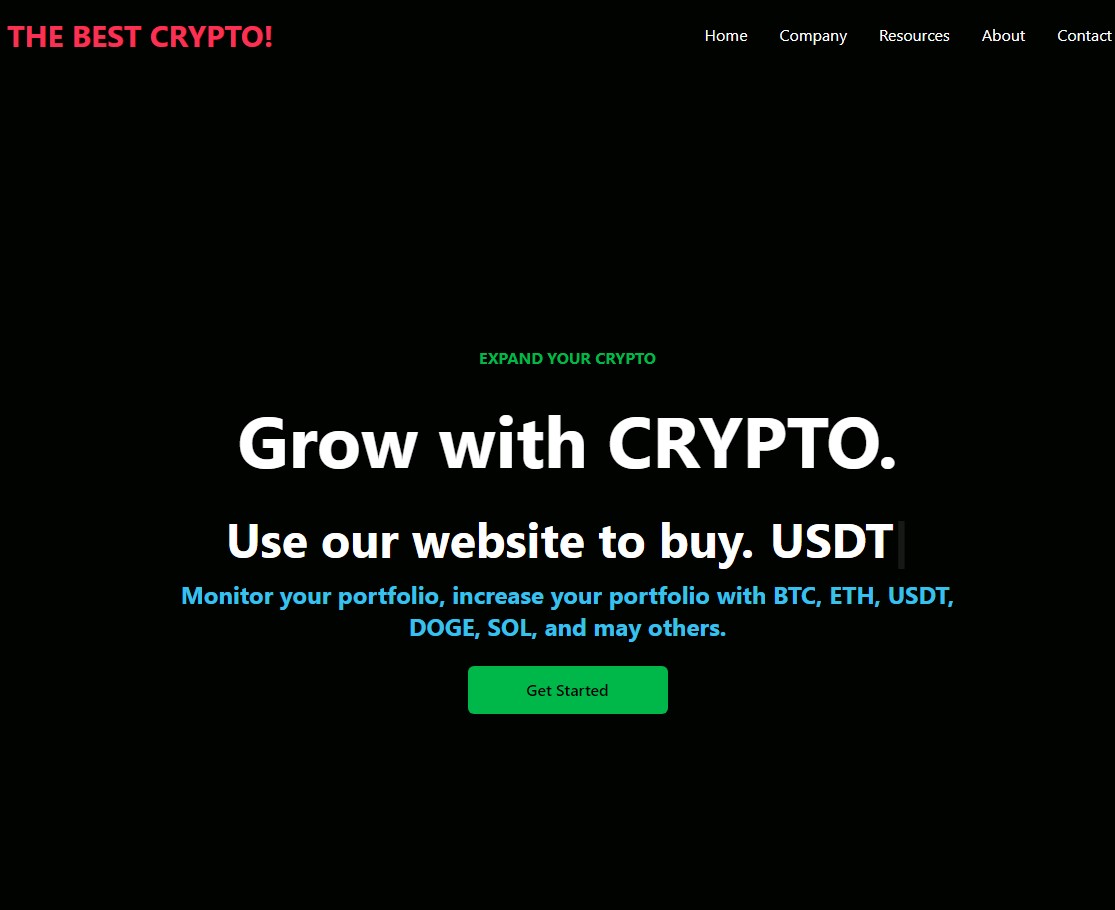 THE BEST CRYPTO!
Home Company Resources About Contact
EXPAND YOUR CRYPTO
Grow with CRYPTO.
Use our website to buy. USDT
Monitor your portfolio, increase your portfolio with BTC, ETH, USDT,
DOGE, SOL, and may others.
Get Started